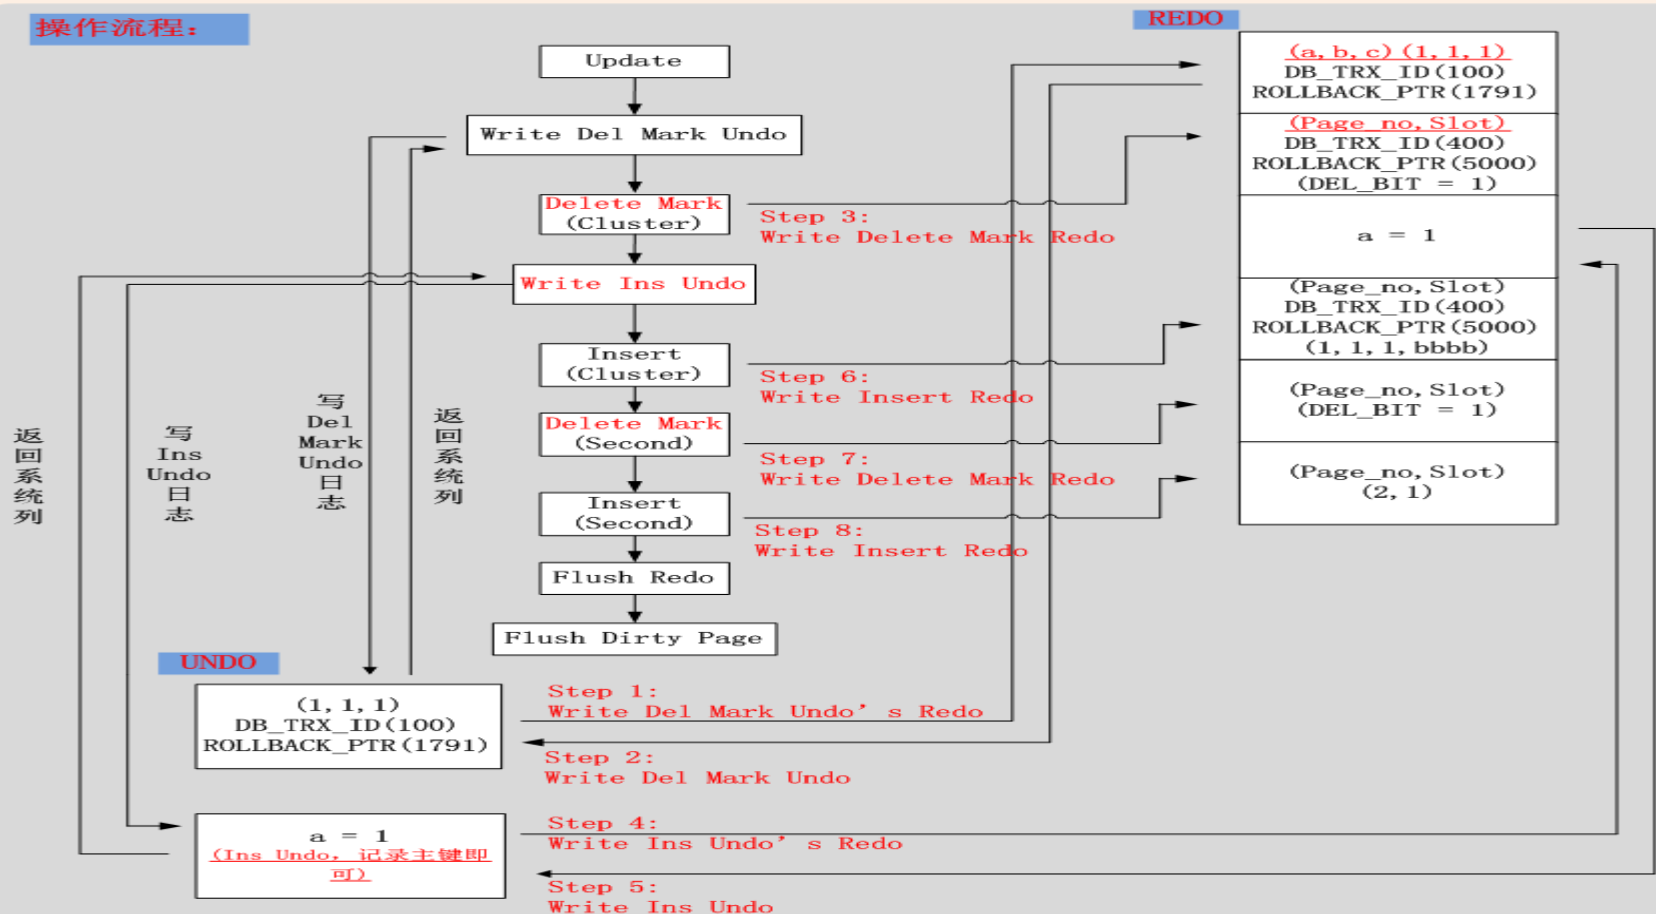 操作流程：
REDO
Update
Write Del Mark Undo
Delete Mark
(Cluster)
Write Ins Undo
Insert
(Cluster)
Delete Mark
(Second)
Insert
(Second)
Flush Redo
Flush Dirty Page
(a,b,c)(1,1,1)
DB_TRX_ID(100)
ROLLBACK_PTR(1791)
(Page_no,Slot)
DB_TRX_ID(400)
ROLLBACK_PTR(5000)
(DEL_BIT = 1)
a = 1
(Page_no,Slot)
DB_TRX_ID(400)
ROLLBACK_PTR(5000)
(1,1,1,bbbb)
(Page_no,Slot)
(DEL_BIT = 1)
(Page_no,Slot)
(2,1)
Step 3:
Write Delete Mark Redo
Step 6:
Write Insert Redo
Step 7:
Write Delete Mark Redo
Step 8:
Write Insert Redo
返回系统列
写
Ins
Undo
日
志
写
Del
Mark
Undo
日
志
返回系统列
UNDO
(1,1,1)
DB_TRX_ID(100)
ROLLBACK_PTR(1791)
Step 1:
Write Del Mark Undo’s Redo
Step 2:
Write Del Mark Undo
a = 1
(Ins Undo, 记录主键即
可)
Step 4:
Write Ins Undo’s Redo
Step 5:
Write Ins Undo